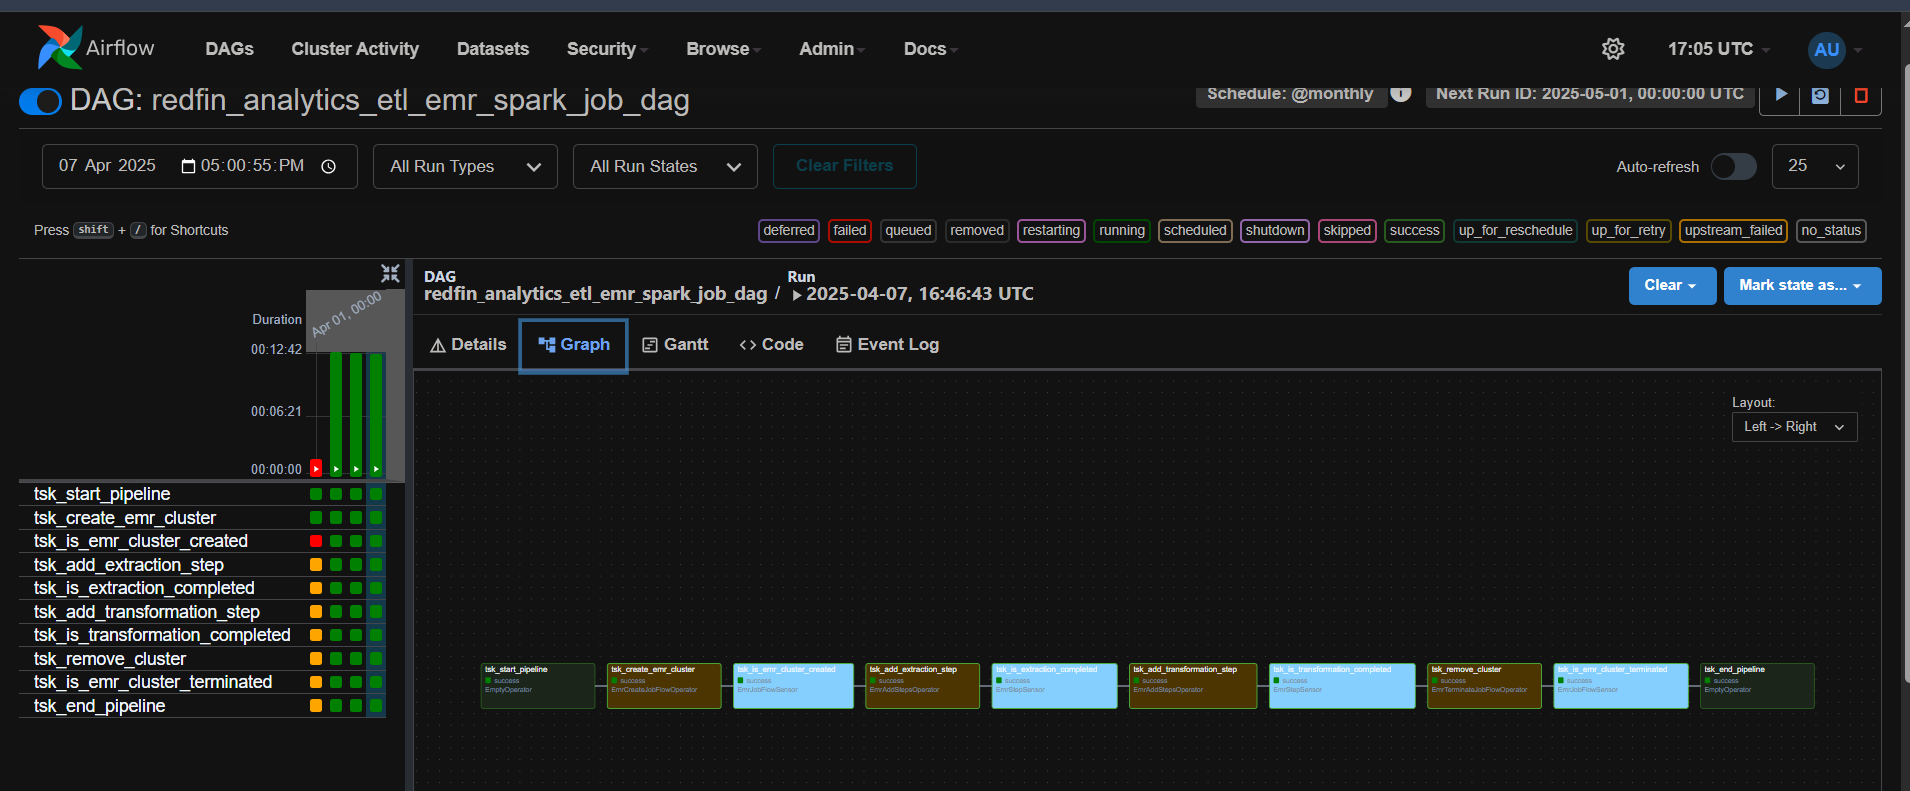 Airflow DAGs Cluster Activity Datasets Security Browse Admin Docs 17:05 UTC AU
DAG: redfin_analytics_etl_emr_spark_job_dag Schedule: @monthly i Next Run ID: 2025-05-01, 00:00:00 UTC
07 Apr 2025 05:00:55:PM All Run Types All Run States Clear Filters Auto-refresh 25
Press shift + / for Shortcuts deferred failed queued removed restarting running scheduled shutdown skipped success up_for_reschedule up_for_retry upstream_failed no_status
DAG Run
redfin_analytics_etl_emr_spark_job_dag / 2025-04-07, 16:46:43 UTC
Clear Mark state as...
Details Graph Gantt <> Code Event Log
Apr 01, 00:00
Duration
00:12:42
00:06:21
00:00:00
tsk_start_pipeline
tsk_create_emr_cluster
tsk_is_emr_cluster_created
tsk_add_extraction_step
tsk_is_extraction_completed
tsk_add_transformation_step
tsk_is_transformation_completed
tsk_remove_cluster
tsk_is_emr_cluster_terminated
tsk_end_pipeline
Layout:
Left -> Right
tsk_start_pipeline
success
EmptyOperator
tsk_create_emr_cluster
success
EmrCreateJobFlowOperator
tsk_is_emr_cluster_created
success
EmrJobFlowSensor
tsk_add_extraction_step
success
EmrAddStepsOperator
tsk_is_extraction_completed
success
EmrStepSensor
tsk_add_transformation_step
success
EmrAddStepsOperator
tsk_is_transformation_completed
success
EmrStepSensor
tsk_remove_cluster
success
EmrTerminateJobFlowOperator
tsk_is_emr_cluster_terminated
success
EmrJobFlowSensor
tsk_end_pipeline
success
EmptyOperator